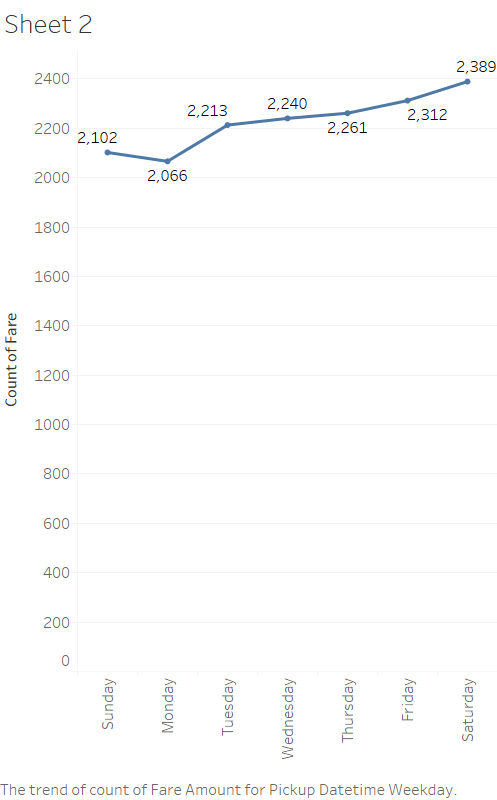 Sheet 2
2,389
2400
2,240
2,213
2,312
2200
2,261
2,102
2000
2,066
1800
1600
1400
1200
1000
800
600
400
200
0
Count of Fare
Sunday
Monday
Tuesday
Wednesday
Thursday
Friday
Saturday
The trend of count of Fare Amount for Pickup Datetime Weekday.